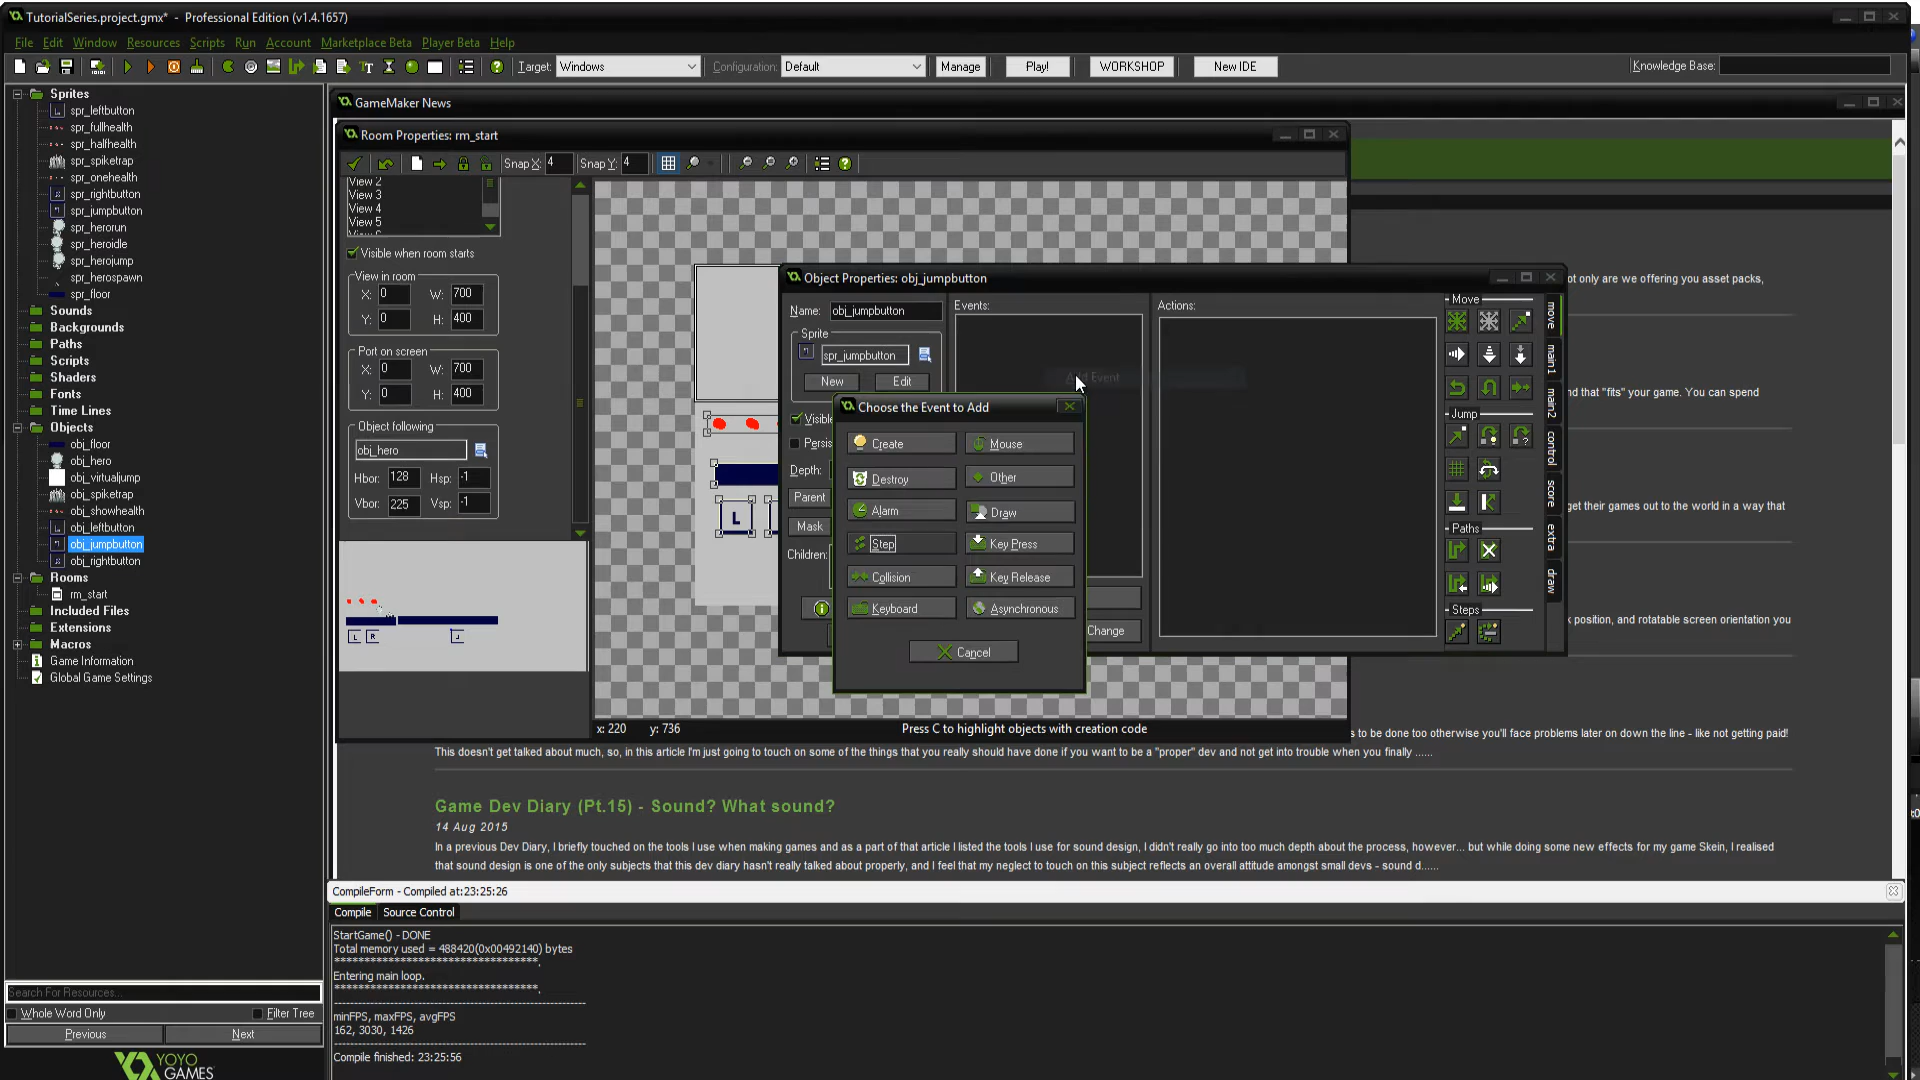 TutorialSeries.project.gmx* - Professional Edition (v1.4.1657)
File Edit Window Resources Scripts Run Account Marketplace Beta Player Beta Help
Target: Windows Configuration: Default Manage Play! WORKSHOP New IDE Knowledge Base:
Sprites
spr_leftbutton
spr_fullhealth
spr_halfhealth
spr_spiketrap
spr_onehealth
spr_rightbutton
spr_jumpbutton
spr_herorun
spr_heroidle
spr_herojump
spr_herospawn
spr_floor
Sounds
Backgrounds
Paths
Scripts
Shaders
Fonts
Time Lines
Objects
obj_floor
obj_hero
obj_virtualjump
obj_spiketrap
obj_showhealth
obj_leftbutton
obj_jumpbutton
obj_rightbutton
Rooms
rm_start
Included Files
Extensions
Macros
Game Information
Global Game Settings
Search For Resources...
Whole Word Only Filter Tree
Previous Next
YOYO
GAMES
GameMaker News
Room Properties: rm_start
Snap X: 4 Snap Y: 4
View 2
View 3
View 4
View 5
Visible when room starts
View in room
X: 0 W: 700
Y: 0 H: 400
Port on screen
X: 0 W: 700
Y: 0 H: 400
Object following
obj_hero
Hbor: 128 Hsp: -1
Vbor: 225 Vsp: -1
L R J
L
x: 220 y: 736 Press C to highlight objects with creation code
Object Properties: obj_jumpbutton
Name: obj_jumpbutton
Sprite
spr_jumpbutton
New Edit
Visible
Persis
Depth:
Parent
Mask
Children:
Events:
Add Event
Change
Actions:
Move
Jump
Paths
Steps
move
main1
main2
control
score
extra
draw
Choose the Event to Add
Create Mouse
Destroy Other
Alarm Draw
Step Key Press
Collision Key Release
Keyboard Asynchronous
Cancel
ot only are we offering you asset packs,
nd that "fits" your game. You can spend
get their games out to the world in a way that
k position, and rotatable screen orientation you
s to be done too otherwise you'll face problems later on down the line - like not getting paid!
This doesn't get talked about much, so, in this article I'm just going to touch on some of the things that you really should have done if you want to be a "proper" dev and not get into trouble when you finally ......
Game Dev Diary (Pt.15) - Sound? What sound?
14 Aug 2015
In a previous Dev Diary, I briefly touched on the tools I use when making games and as a part of that article I listed the tools I use for sound design, I didn't really go into too much depth about the process, however... but while doing some new effects for my game Skein, I realised
that sound design is one of the only subjects that this dev diary hasn't really talked about properly, and I feel that my neglect to touch on this subject reflects an overall attitude amongst small devs - sound d......
CompileForm - Compiled at:23:25:26
Compile Source Control
StartGame() - DONE
Total memory used = 488420(0x00492140) bytes
**********************************.
Entering main loop.
**********************************.
minFPS, maxFPS, avgFPS
162, 3030, 1426
Compile finished: 23:25:56